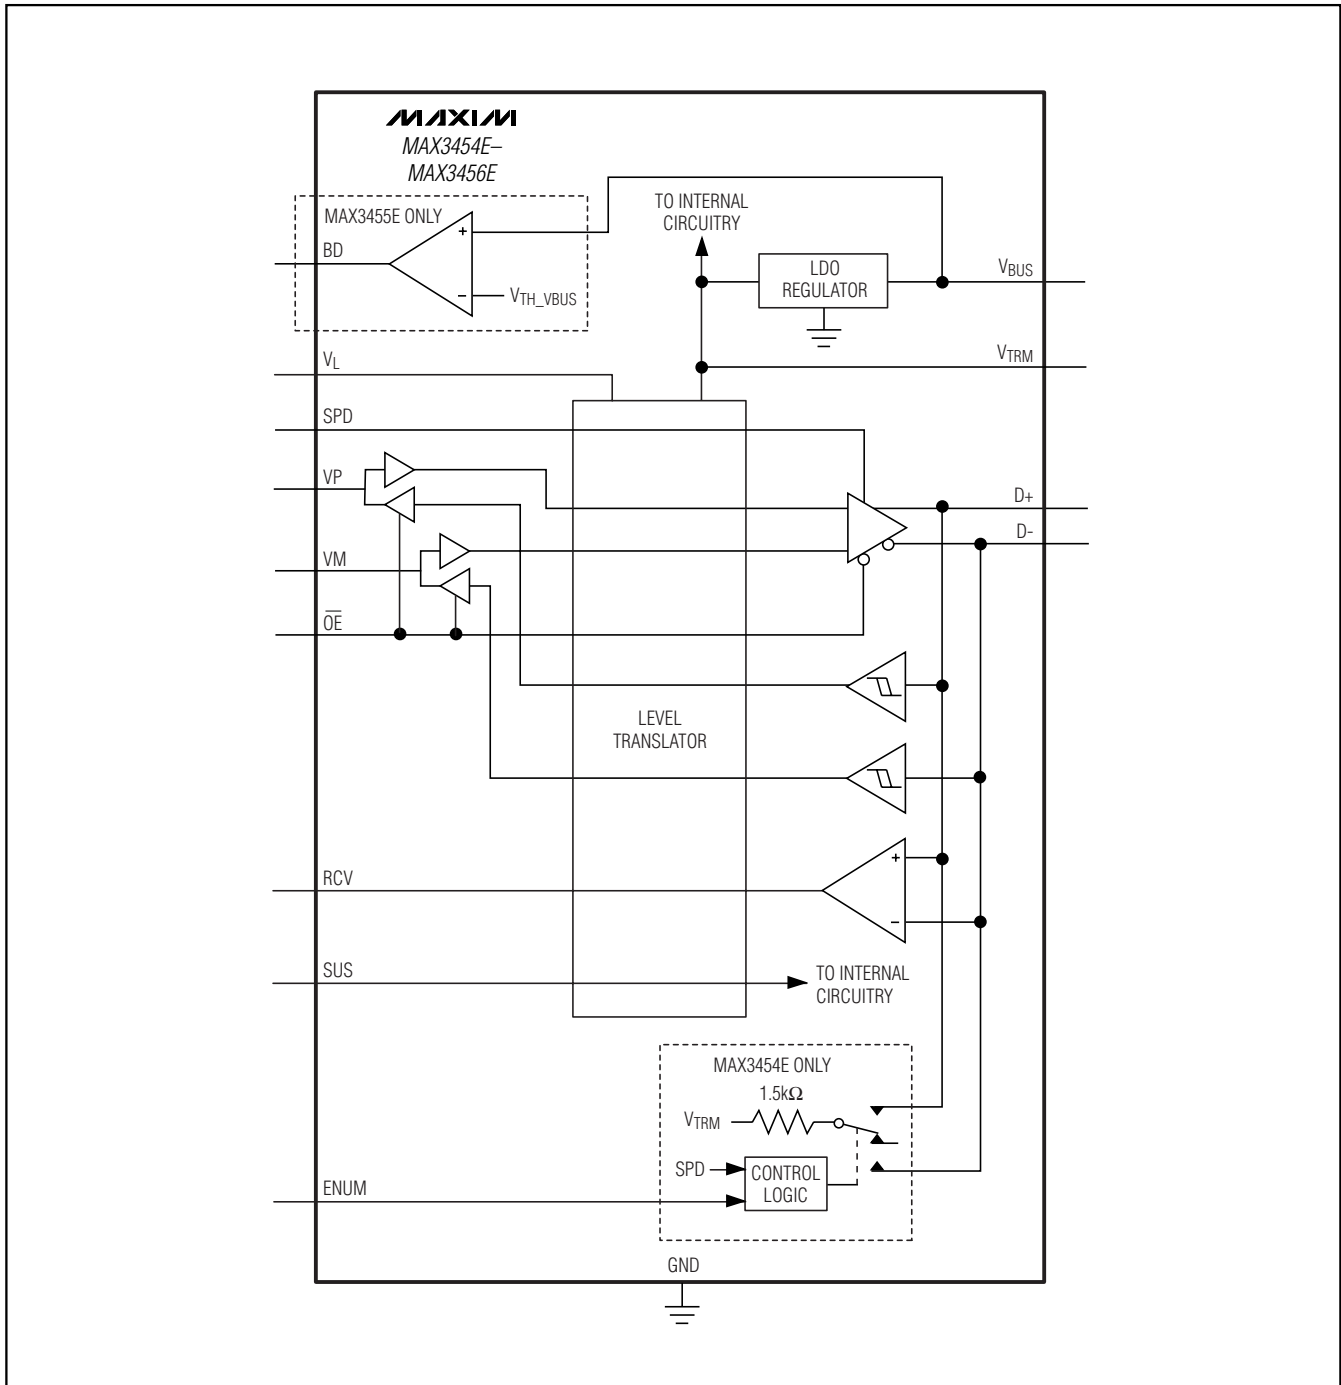 MAXIM
MAX3454E–
MAX3456E
MAX3455E ONLY
BD
+
–
VTH_VBUS
TO INTERNAL
CIRCUITRY
LDO
REGULATOR
VBUS
VTRM
VL
SPD
VP
VM
OE
D+
D-
LEVEL
TRANSLATOR
RCV
+
–
SUS
TO INTERNAL
CIRCUITRY
MAX3454E ONLY
1.5kΩ
VTRM
SPD
CONTROL
LOGIC
ENUM
GND